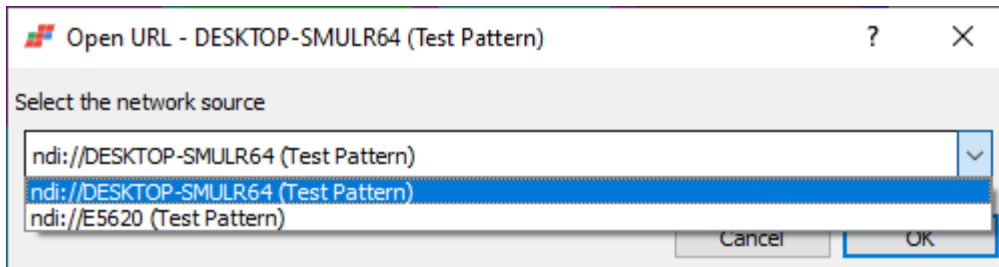 Open URL - DESKTOP-SMULR64 (Test Pattern) ?
Select the network source
ndi://DESKTOP-SMULR64 (Test Pattern)
ndi://DESKTOP-SMULR64 (Test Pattern)
ndi://E5620 (Test Pattern)
Cancel OK